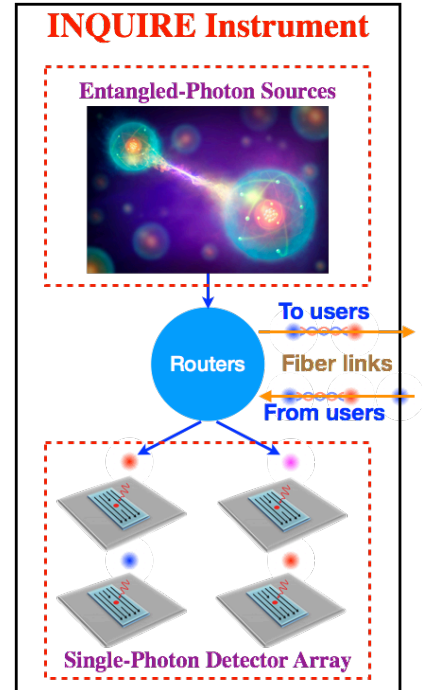 INQUIRE Instrument
Entangled-Photon Sources
To users
Routers
Fiber links
From users
Single-Photon Detector Array